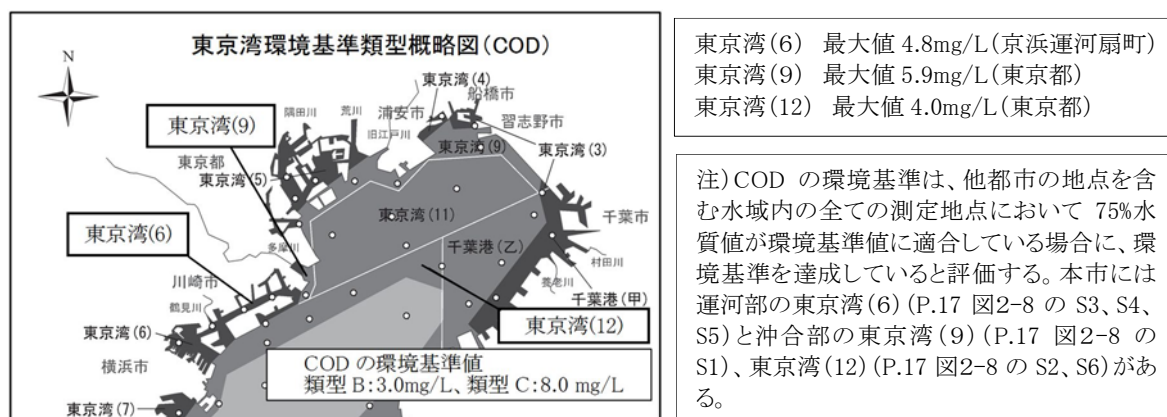 東京湾環境基準類型概略図(COD)
N
東京湾(4)
船橋市
隅田川
荒川
浦安市
習志野市
東京湾(9)
旧江戸川
東京湾(9)
東京湾(3)
東京都
東京湾(5)
東京湾(11)
千葉市
東京湾(6)
多摩川
千葉港(乙)
村田川
川崎市
養老川
鶴見川
千葉港(甲)
東京湾(6)
東京湾(12)
横浜市
COD の環境基準値
類型 B:3.0mg/L、類型 C:8.0 mg/L
東京湾(7)
東京湾(6) 最大値 4.8mg/L(京浜運河扇町)
東京湾(9) 最大値 5.9mg/L(東京都)
東京湾(12) 最大値 4.0mg/L(東京都)
注)COD の環境基準は、他都市の地点を含
む水域内の全ての測定地点において 75%水
質値が環境基準値に適合している場合に、環
境基準を達成していると評価する。本市には
運河部の東京湾(6)(P.17 図2-8 の S3、S4、
S5)と沖合部の東京湾(9)(P.17 図2-8 の
S1)、東京湾(12)(P.17 図2-8 の S2、S6)があ
る。